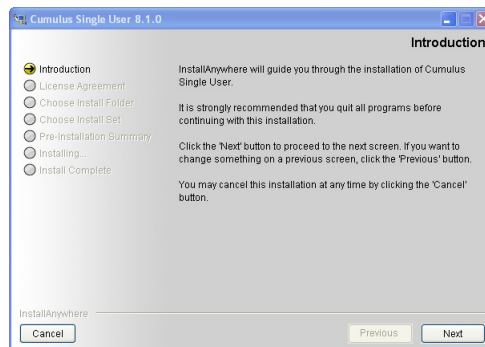 Cumulus Single User 8.1.0
Introduction
Introduction
License Agreement
Choose Install Folder
Choose Install Set
Pre-Installation Summary
Installing...
Install Complete
InstallAnywhere will guide you through the installation of Cumulus
Single User.
It is strongly recommended that you quit all programs before
continuing with this installation.
Click the 'Next' button to proceed to the next screen. If you want to
change something on a previous screen, click the 'Previous' button.
You may cancel this installation at any time by clicking the 'Cancel'
button.
InstallAnywhere
Cancel
Previous
Next